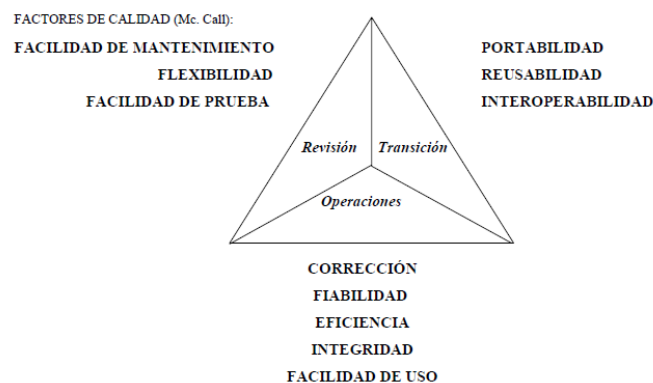 FACTORES DE CALIDAD (Mc. Call):
FACILIDAD DE MANTENIMIENTO
FLEXIBILIDAD
FACILIDAD DE PRUEBA
PORTABILIDAD
REUSABILIDAD
INTEROPERABILIDAD
Revisión
Transición
Operaciones
CORRECCIÓN
FIABILIDAD
EFICIENCIA
INTEGRIDAD
FACILIDAD DE USO